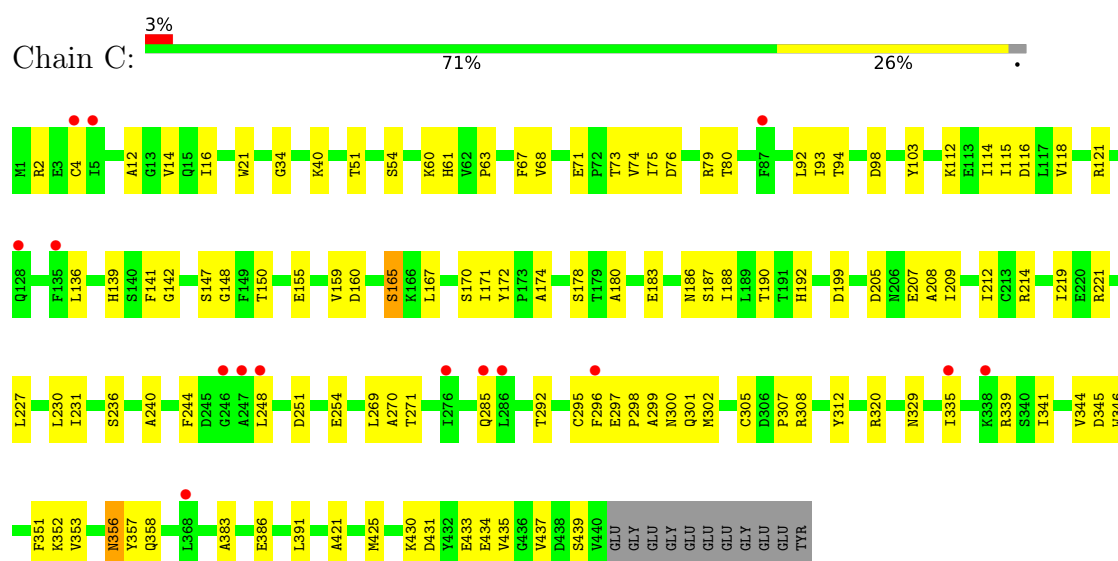 3%
Chain C:
71% 26% •
M1 R2 E3 C4 I5 A12 G13 V14 Q15 I16 W21 G34 K40 T51 S54 K60 H61 V62 P63 F67 V68 E71 P72 T73 V74 I75 D76 R79 T80 F87 L92 I93 T94 D98 Y103 K112 E113 I114 I115 D116 L117 V118 R121
Q128 F135 L136 H139 S140 F141 G142 S147 G148 F149 T150 E155 V159 D160 S165 K166 L167 S170 I171 Y172 P173 A174 S178 T179 A180 E183 N186 S187 I188 L189 T190 T191 H192 D199 D205 N206 E207 A208 I209 I212 C213 R214 I219 E220 R221
L227 L230 I231 S236 A240 F244 D245 G246 A247 L248 D251 E254 L269 A270 T271 I276 Q285 L286 T292 C295 F296 E297 P298 A299 N300 Q301 M302 C305 D306 P307 R308 Y312 R320 N329 I335 K338 R339 S340 I341 V344 D345 W346
F351 K352 V353 N356 Y357 Q358 L368 A383 E386 L391 A421 M425 K430 D431 Y432 E433 E434 V435 G436 V437 D438 S439 V440 GLU GLY GLU GLY GLU GLU GLU GLY GLU GLU TYR